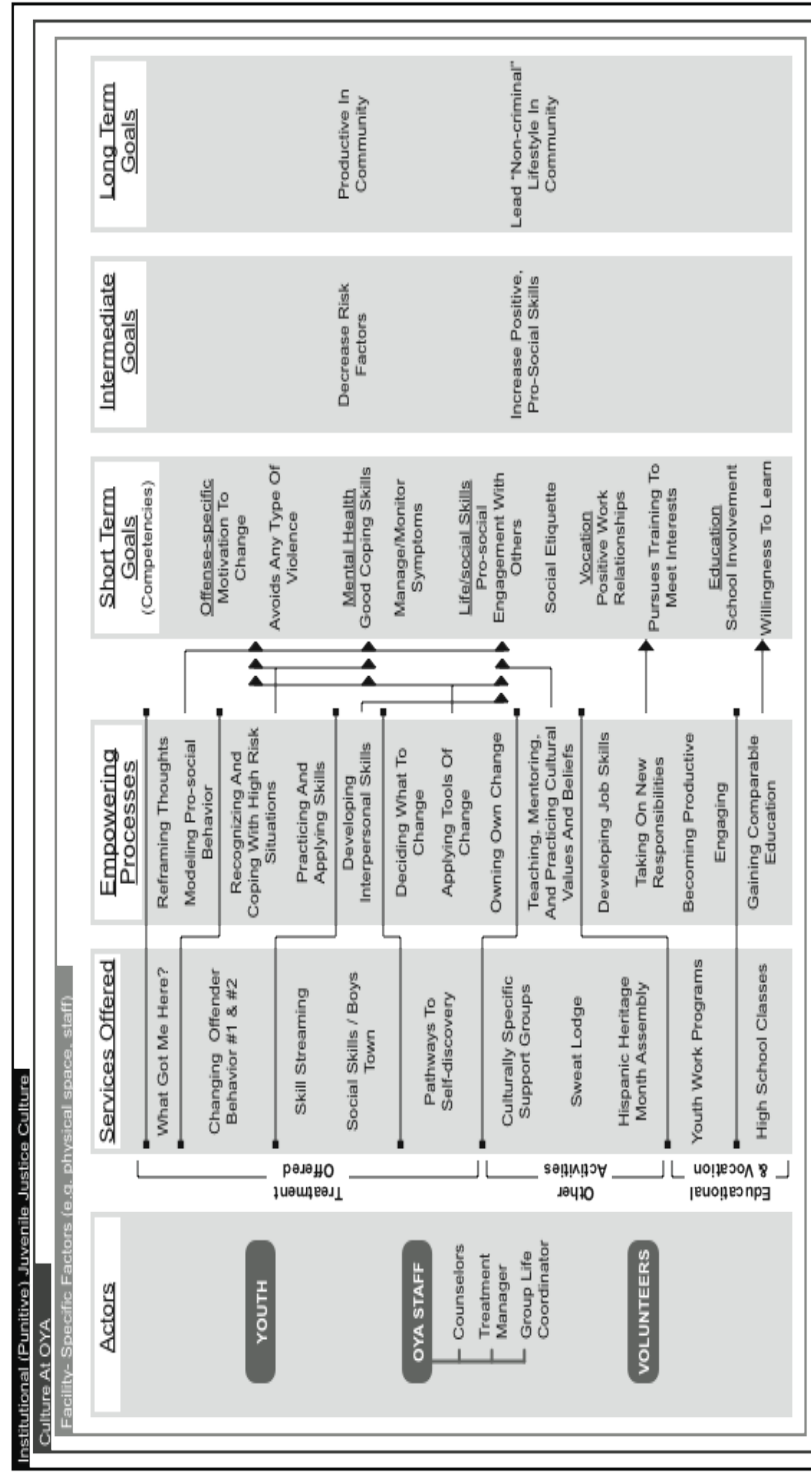 Institutional (Punitive) Juvenile Justice Culture
Culture At OYA
Facility- Specific Factors (e.g. physical space, staff)
Actors
YOUTH
OYA STAFF
Counselors
Treatment
Manager
Group Life
Coordinator
VOLUNTEERS
Treatment
Offered
Other
Activities
Educational
& Vocation
Services Offered
What Got Me Here?
Changing Offender
Behavior #1 & #2
Skill Streaming
Social Skills / Boys
Town
Pathways To
Self-discovery
Culturally Specific
Support Groups
Sweat Lodge
Hispanic Heritage
Month Assembly
Youth Work Programs
High School Classes
Empowering
Processes
Reframing Thoughts
Modeling Pro-social
Behavior
Recognizing And
Coping With High Risk
Situations
Practicing And
Applying Skills
Developing
Interpersonal Skills
Deciding What To
Change
Applying Tools Of
Change
Owning Own Change
Teaching, Mentoring,
And Practicing Cultural
Values And Beliefs
Developing Job Skills
Taking On New
Responsibilities
Becoming Productive
Engaging
Gaining Comparable
Education
Short Term
Goals
(Competencies)
Offense-specific
Motivation To
Change
Avoids Any Type Of
Violence
Mental Health
Good Coping Skills
Manage/Monitor
Symptoms
Life/social Skills
Pro-social
Engagement With
Others
Social Etiquette
Vocation
Positive Work
Relationships
Pursues Training To
Meet Interests
Education
School Involvement
Willingness To Learn
Intermediate
Goals
Decrease Risk
Factors
Increase Positive,
Pro-Social Skills
Long Term
Goals
Productive In
Community
Lead "Non-criminal"
Lifestyle In
Community